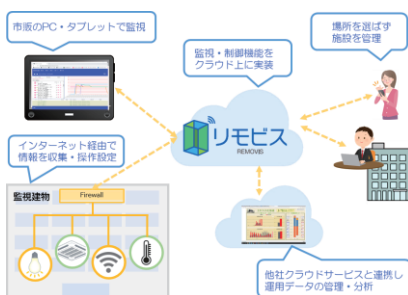 市販のPC・タブレットで監視
監視・制御機能を
クラウド上に実装
場所を選ばず
施設を管理
リモビス
REMOVIS
インターネット経由で
情報を収集・操作設定
監視建物
Firewall
他社クラウドサービスと連携し
運用データの管理・分析